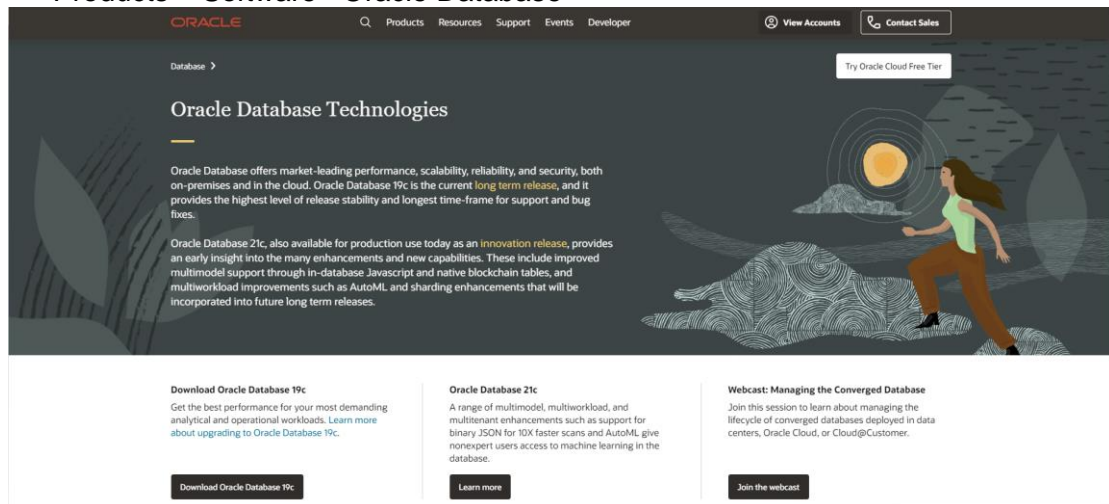 Products - Software - Oracle Database
ORACLE
Products Resources Support Events Developer
View Accounts
Contact Sales
Database
Try Oracle Cloud Free Tier
Oracle Database Technologies
Oracle Database offers market-leading performance, scalability, reliability, and security, both
on-premises and in the cloud. Oracle Database 19c is the current long term release, and it
provides the highest level of release stability and longest time-frame for support and bug
fixes.
Oracle Database 21c, also available for production use today as an innovation release, provides
an early insight into the many enhancements and new capabilities. These include improved
multimodel support through in-database Javascript and native blockchain tables, and
multiworkload improvements such as AutoML and sharding enhancements that will be
incorporated into future long term releases.
Download Oracle Database 19c
Get the best performance for your most demanding
analytical and operational workloads. Learn more
about upgrading to Oracle Database 19c.
Download Oracle Database 19c
Oracle Database 21c
A range of multimodel, multiworkload, and
multitenant enhancements such as support for
binary JSON for 10X faster scans and AutoML give
nonexpert users access to machine learning in the
database.
Learn more
Webcast: Managing the Converged Database
Join this session to learn about managing the
lifecycle of converged databases deployed in data
centers, Oracle Cloud, or Cloud@Customer.
Join the webcast